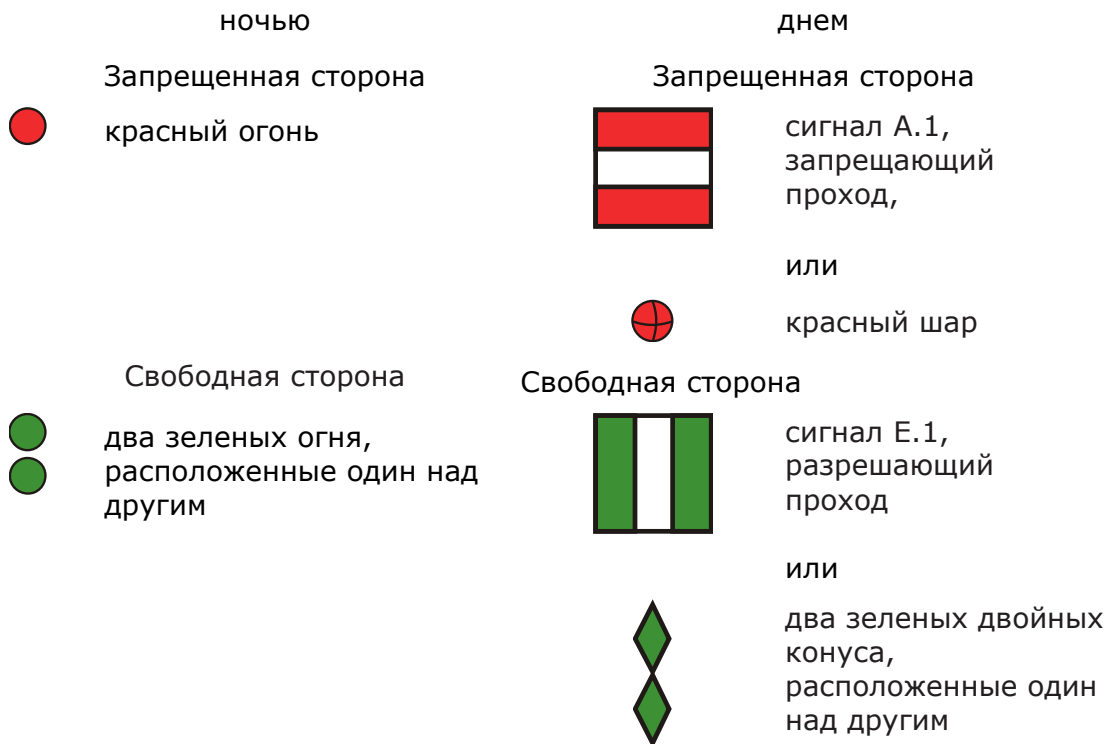 ночью
днем
Запрещенная сторона
Запрещенная сторона
красный огонь
сигнал А.1,
запрещающий
проход,
или
красный шар
Свободная сторона
Свободная сторона
два зеленых огня,
расположенные один над
другим
сигнал Е.1,
разрешающий
проход
или
два зеленых двойных
конуса,
расположенные один
над другим